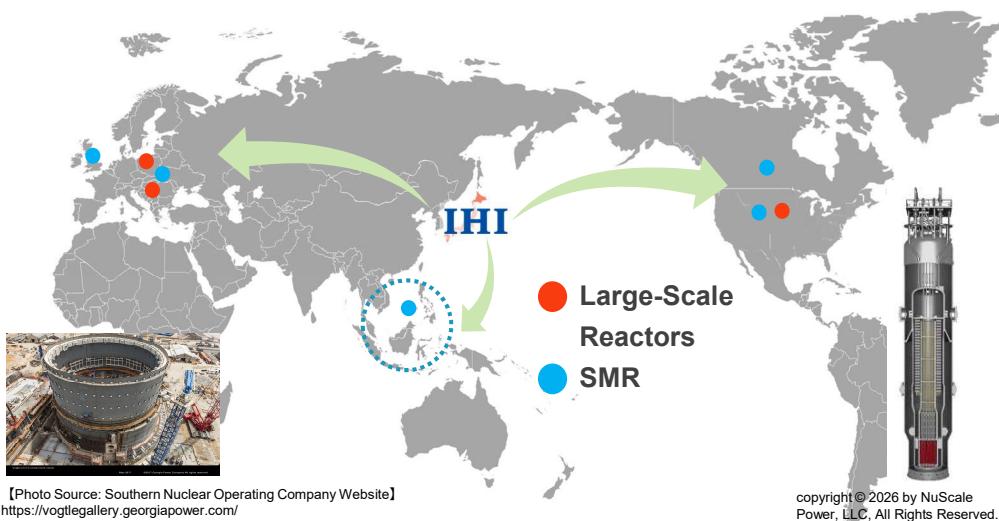 IHI
Large-Scale
Reactors
SMR
【Photo Source: Southern Nuclear Operating Company Website】
https://vogtlegallery.georgiapower.com/
copyright © 2026 by NuScale
Power, LLC, All Rights Reserved.